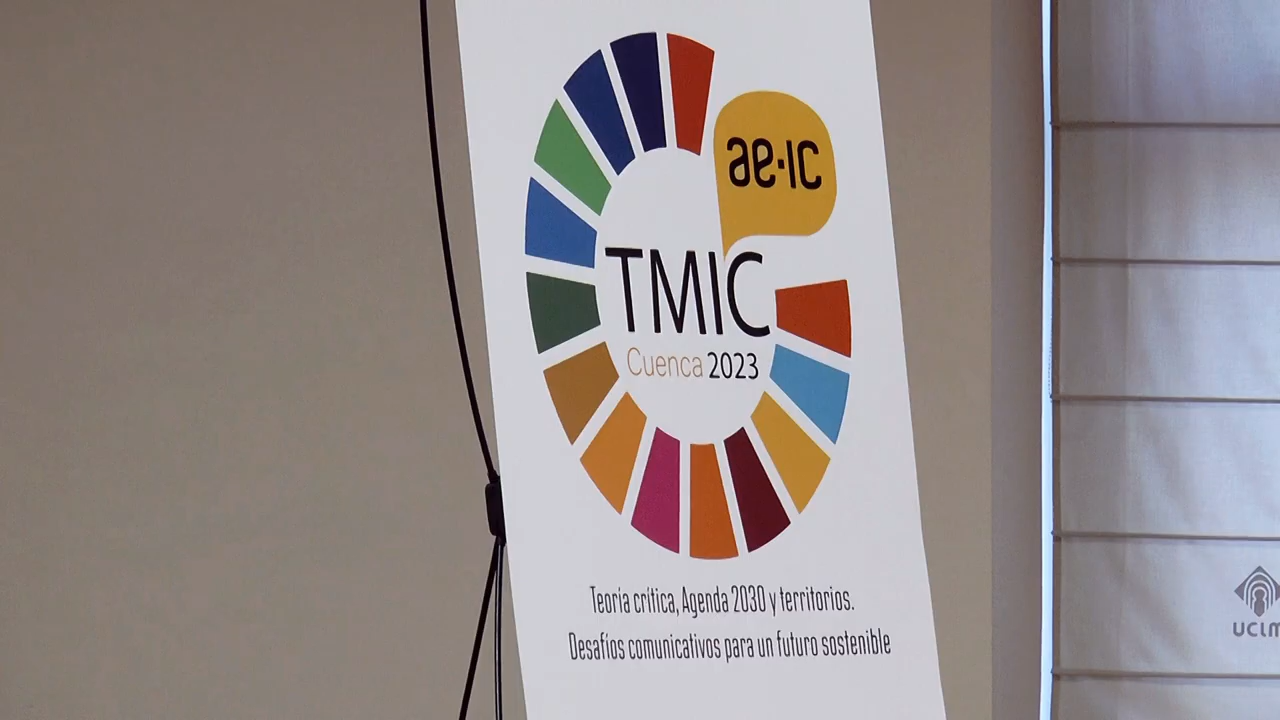 ae·ic
TMIC
Cuenca 2023
Teoría crítica, Agenda 2030 y territorios.
Desafíos comunicativos para un futuro sostenible
UCLM